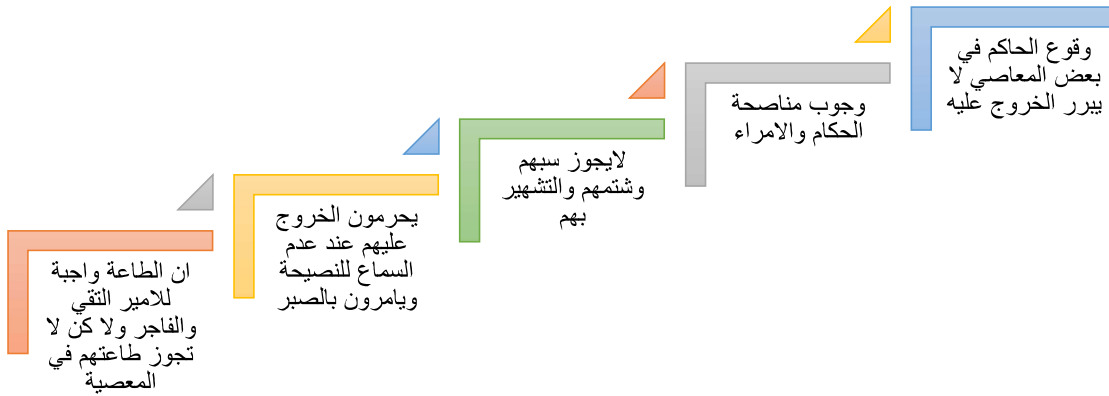 وقوع الحاكم في
بعض المعاصي لا
يبرر الخروج عليه
وجوب مناصحة
الحكام والامراء
لايجوز سبهم
وشتمهم والتشهير
بهم
يحرمون الخروج
عليهم عند عدم
السماع للنصيحة
ويامرون بالصبر
ان الطاعة واجبة
للامير التقي
والفاجر ولا كن لا
تجوز طاعتهم في
المعصية